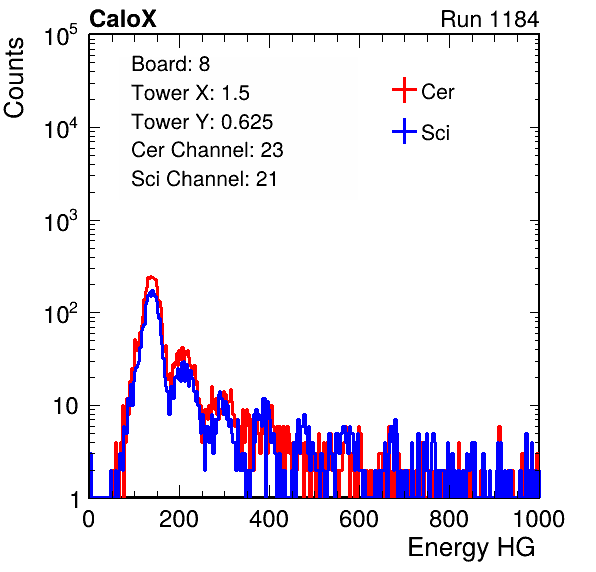 CaloX Run 1184
Counts
Board: 8
Tower X: 1.5
Tower Y: 0.625
Cer Channel: 23
Sci Channel: 21
Cer
Sci
10^5
10^4
10^3
10^2
10
1
0 200 400 600 800 1000
Energy HG